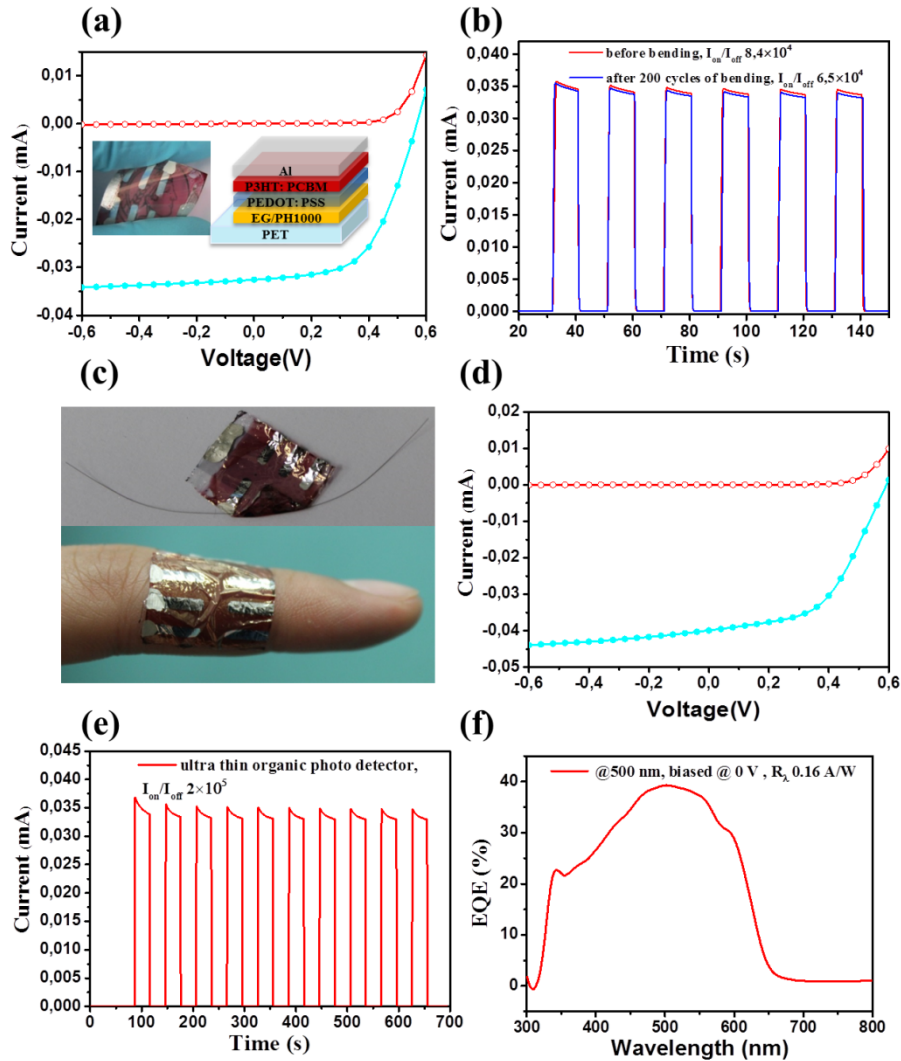 (a)
0,01
0,00
-0,01
-0,02
-0,03
-0,04
Current (mA)
-0,6 -0,4 -0,2 0,0 0,2 0,4 0,6
Voltage(V)
Al
P3HT: PCBM
PEDOT: PSS
EG/PH1000
PET
(b)
before bending, Ion/Ioff 8,4×10⁴
after 200 cycles of bending, Ion/Ioff 6,5×10⁴
0,040
0,035
0,030
0,025
0,020
0,015
0,010
0,005
0,000
Current (mA)
20 40 60 80 100 120 140
Time (s)
(c)
(d)
0,02
0,01
0,00
-0,01
-0,02
-0,03
-0,04
-0,05
Current (mA)
-0,6 -0,4 -0,2 0,0 0,2 0,4 0,6
Voltage(V)
(e)
ultra thin organic photo detector,
Ion/Ioff 2×10⁵
0,045
0,040
0,035
0,030
0,025
0,020
0,015
0,010
0,005
0,000
Current (mA)
0 100 200 300 400 500 600 700
Time (s)
(f)
@500 nm, biased @ 0 V , Rλ 0.16 A/W
40
30
20
10
0
EQE (%)
300 400 500 600 700 800
Wavelength (nm)